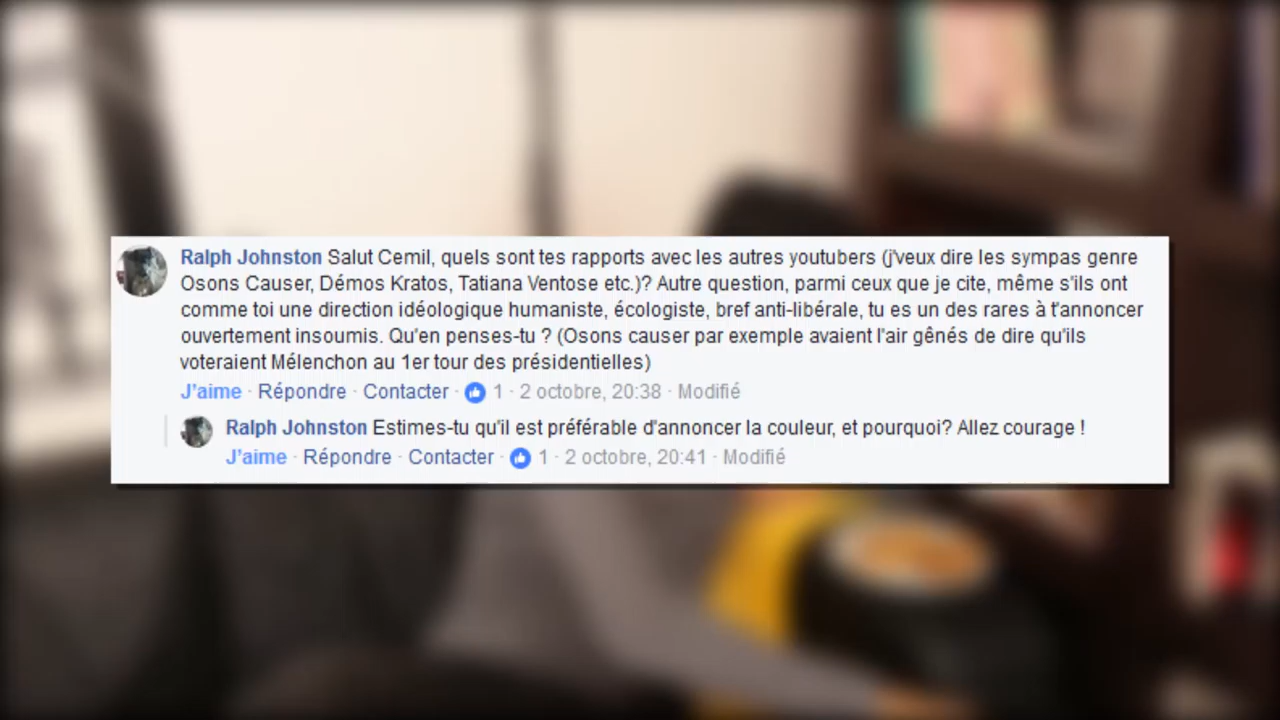 Ralph Johnston Salut Cemil, quels sont tes rapports avec les autres youtubers (j'veux dire les sympas genre
Osons Causer, Démos Kratos, Tatiana Ventose etc.)? Autre question, parmi ceux que je cite, même s'ils ont
comme toi une direction idéologique humaniste, écologiste, bref anti-libérale, tu es un des rares à t'annoncer
ouvertement insoumis. Qu'en penses-tu ? (Osons causer par exemple avaient l'air gênés de dire qu'ils
voteraient Mélenchon au 1er tour des présidentielles)
J'aime · Répondre · Contacter · 1 · 2 octobre, 20:38 · Modifié
Ralph Johnston Estimes-tu qu'il est préférable d'annoncer la couleur, et pourquoi? Allez courage !
J'aime · Répondre · Contacter · 1 · 2 octobre, 20:41 · Modifié